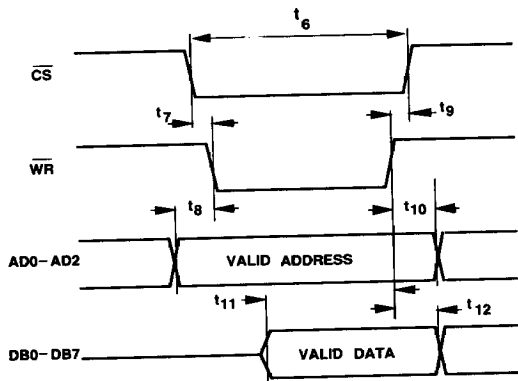 t6
CS
t7
t9
WR
t8
t10
AD0-AD2
VALID ADDRESS
t11
t12
DB0-DB7
VALID DATA